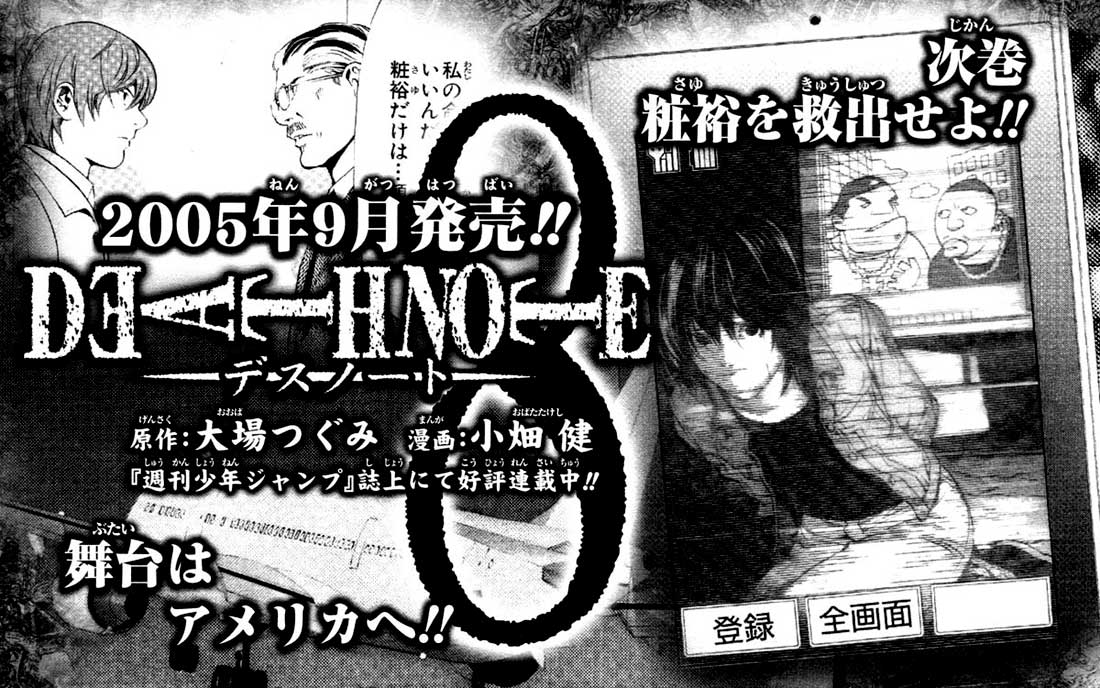 次巻
粧裕を救出せよ!!
私の
いいんだ
粧裕だけは…
2005年9月発売!!
DEATH NOTE
デスノート
8
原作:大場つぐみ 漫画:小畑 健
『週刊少年ジャンプ』誌上にて好評連載中!!
舞台は
アメリカへ!!
登録
全画面